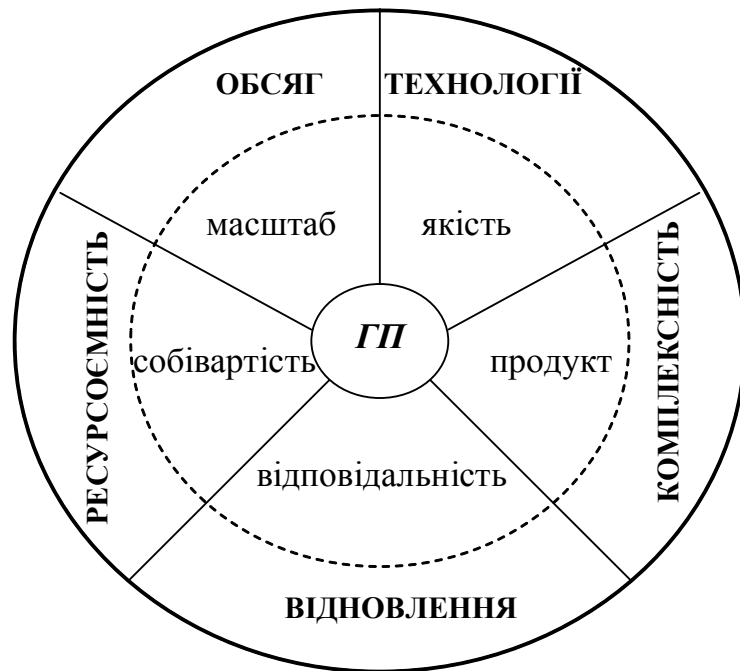 ОБСЯГ
ТЕХНОЛОГІЇ
масштаб
якість
РЕСУРСОЄМНІСТЬ
КОМПЛЕКСНІСТЬ
ГП
собівартість
продукт
відповідальність
ВІДНОВЛЕННЯ